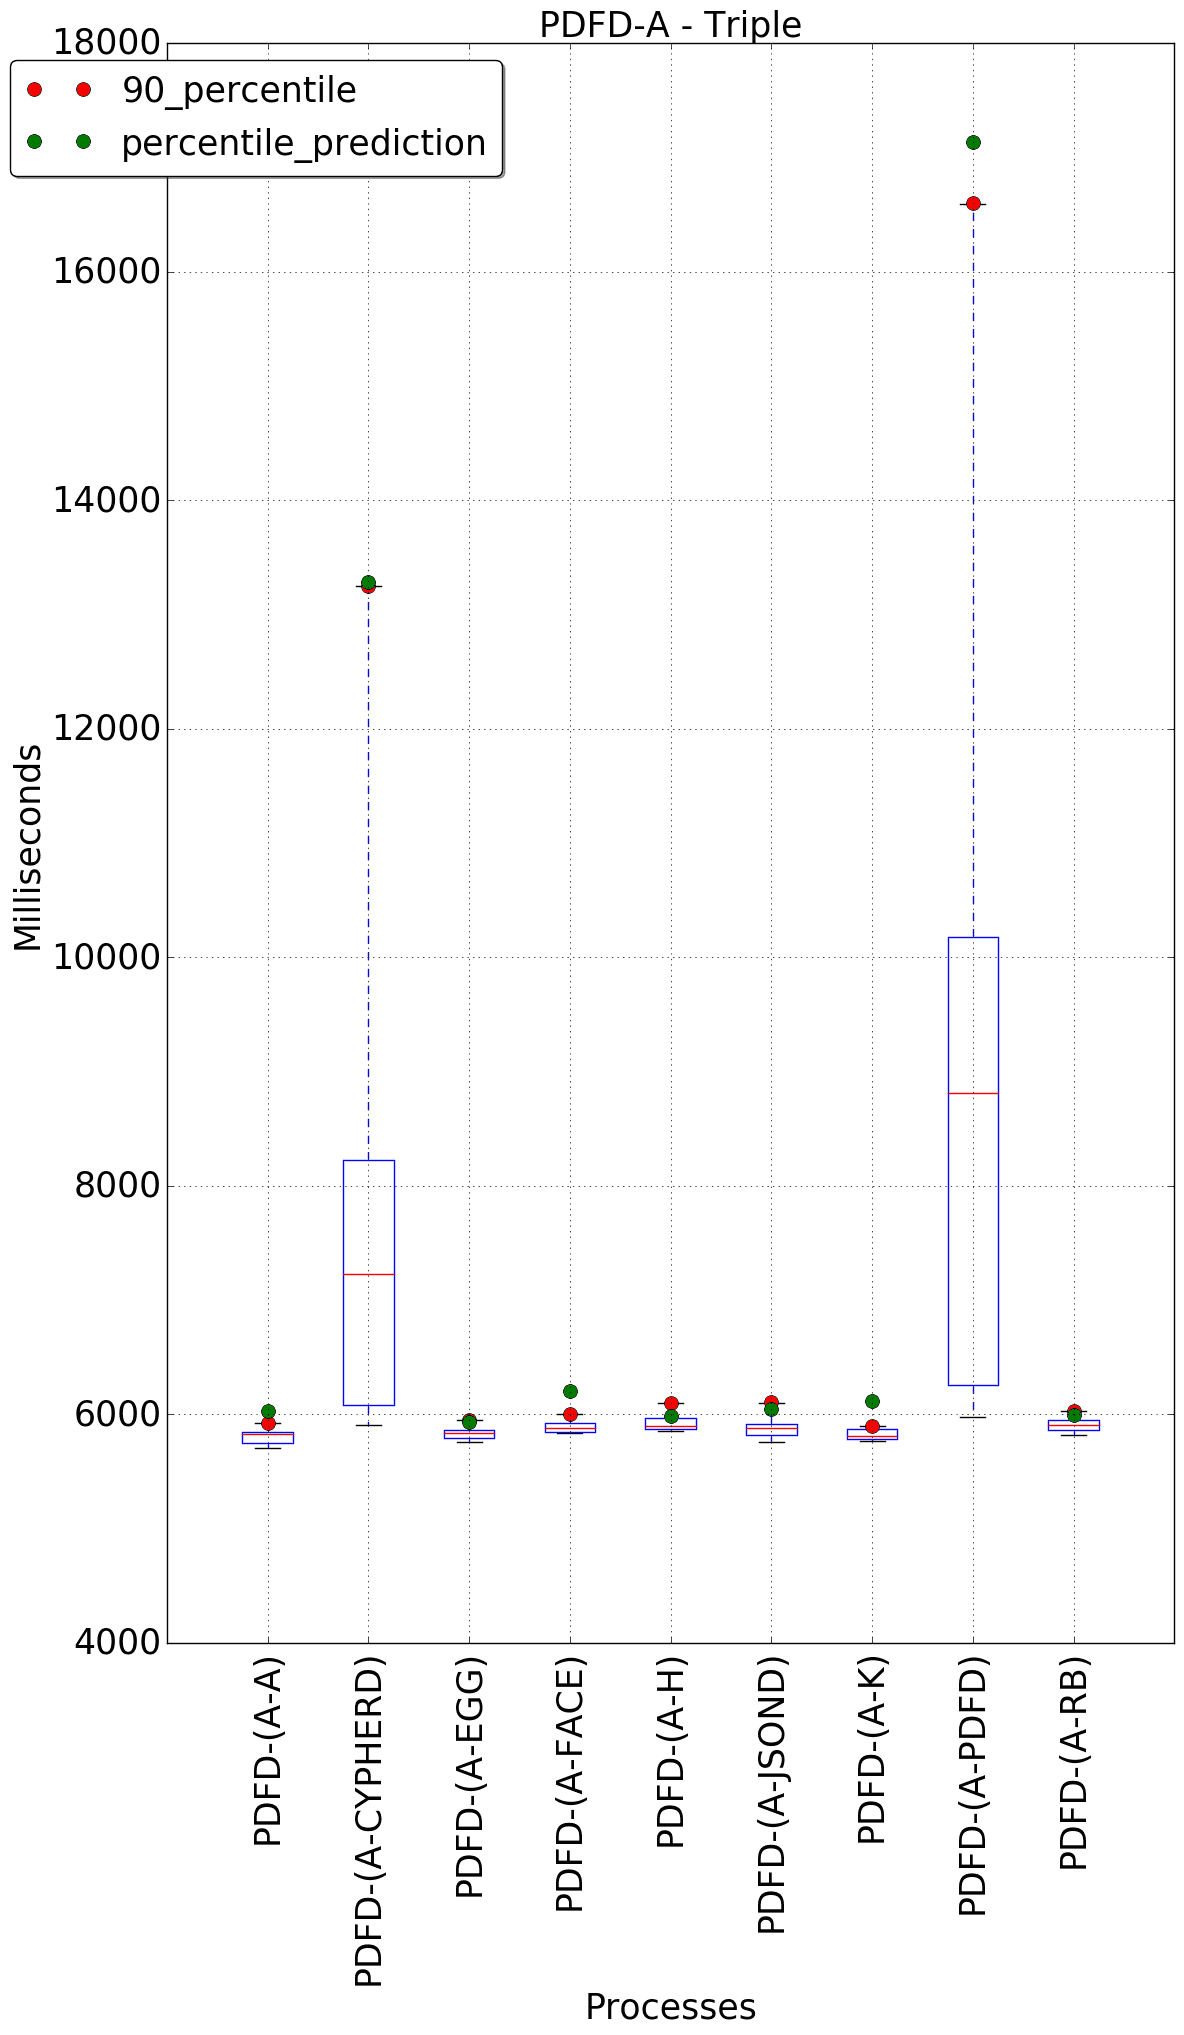 PDFD-A - Triple
18000
90_percentile
percentile_prediction
16000
14000
12000
10000
8000
6000
4000
Milliseconds
PDFD-(A-A)
PDFD-(A-CYPHERD)
PDFD-(A-EGG)
PDFD-(A-FACE)
PDFD-(A-H)
PDFD-(A-JSOND)
PDFD-(A-K)
PDFD-(A-PDFD)
PDFD-(A-RB)
Processes